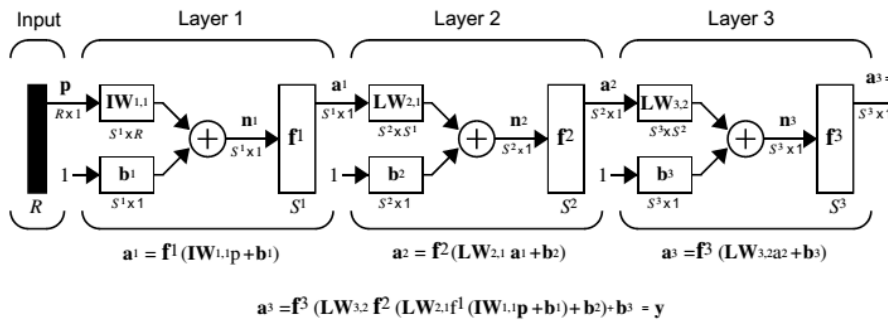 Input Layer 1 Layer 2 Layer 3
p a1 a2 a3 =
IW1,1 LW2,1 LW3,2
R x 1 n1 S1 x 1 n2 S2 x 1 n3 S3 x 1
S1 x R S2 x S1 S3 x S2
+ f1 + f2 + f3
S1 x 1 S2 x 1 S3 x 1
1 b1 1 b2 1 b3
S1 x 1 S2 x 1 S3 x 1
R S1 S2 S3
a1 = f1(IW1,1p + b1) a2 = f2(LW2,1 a1 + b2) a3 = f3 (LW3,2a2 + b3)
a3 = f3 (LW3,2 f2 (LW2,1f1(IW1,1p + b1) + b2) + b3 = y